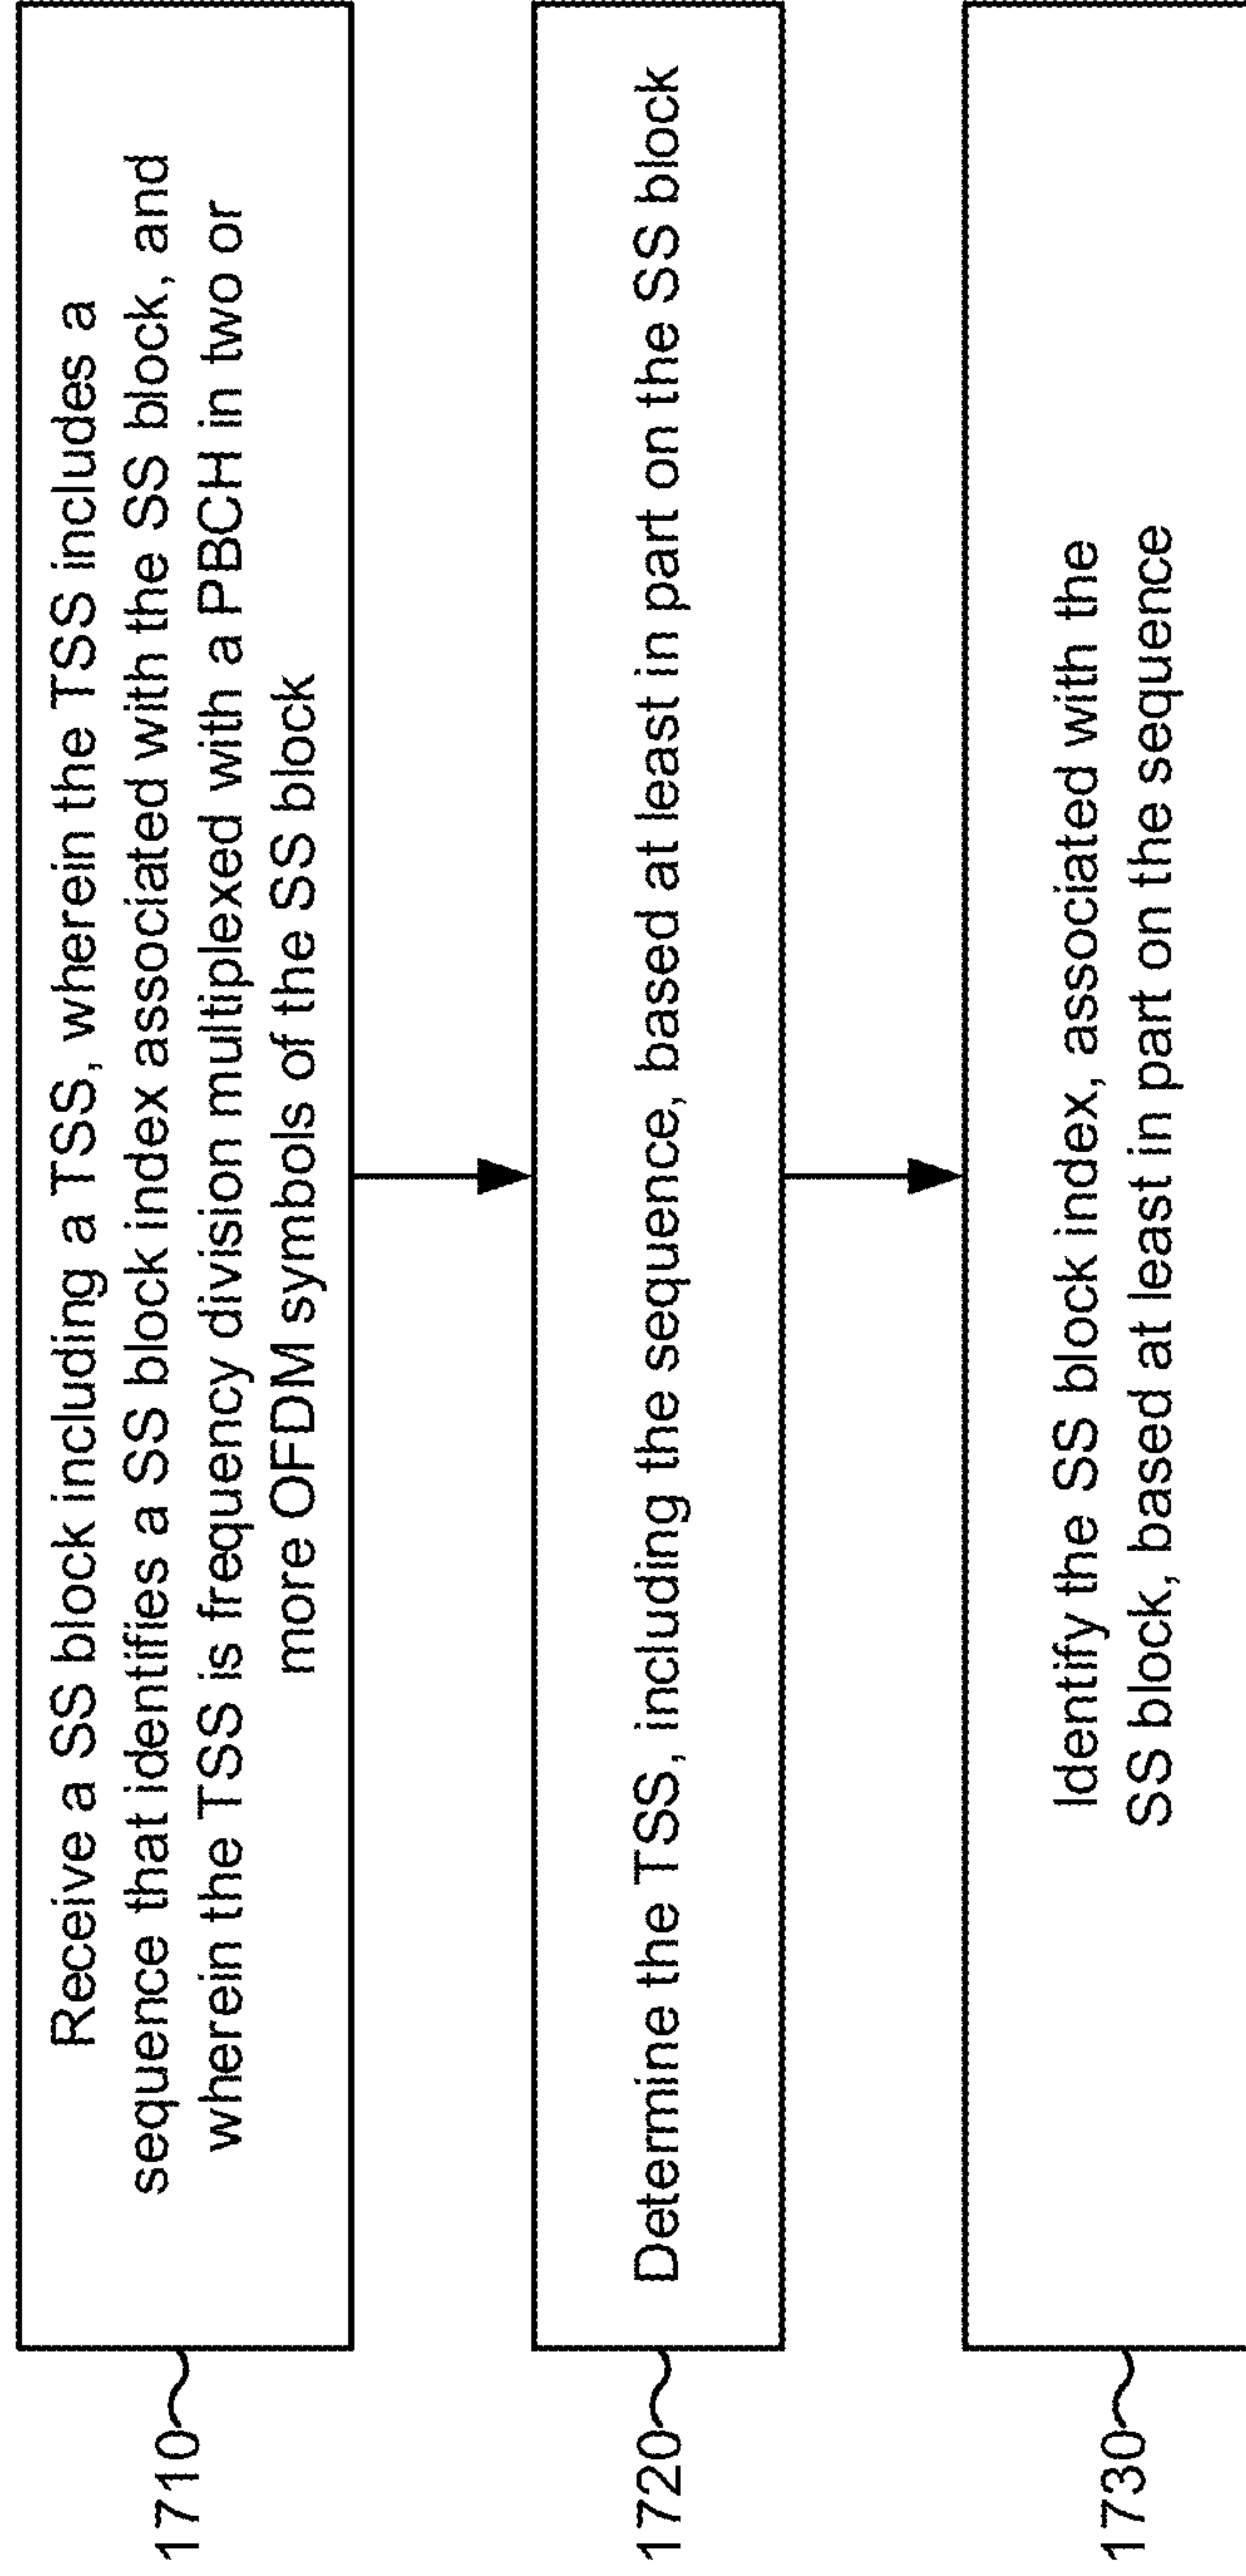 1710
Receive a SS block including a TSS, wherein the TSS includes a
sequence that identifies a SS block index associated with the SS block, and
wherein the TSS is frequency division multiplexed with a PBCH in two or
more OFDM symbols of the SS block
1720
Determine the TSS, including the sequence, based at least in part on the SS block
1730
Identify the SS block index, associated with the
SS block, based at least in part on the sequence